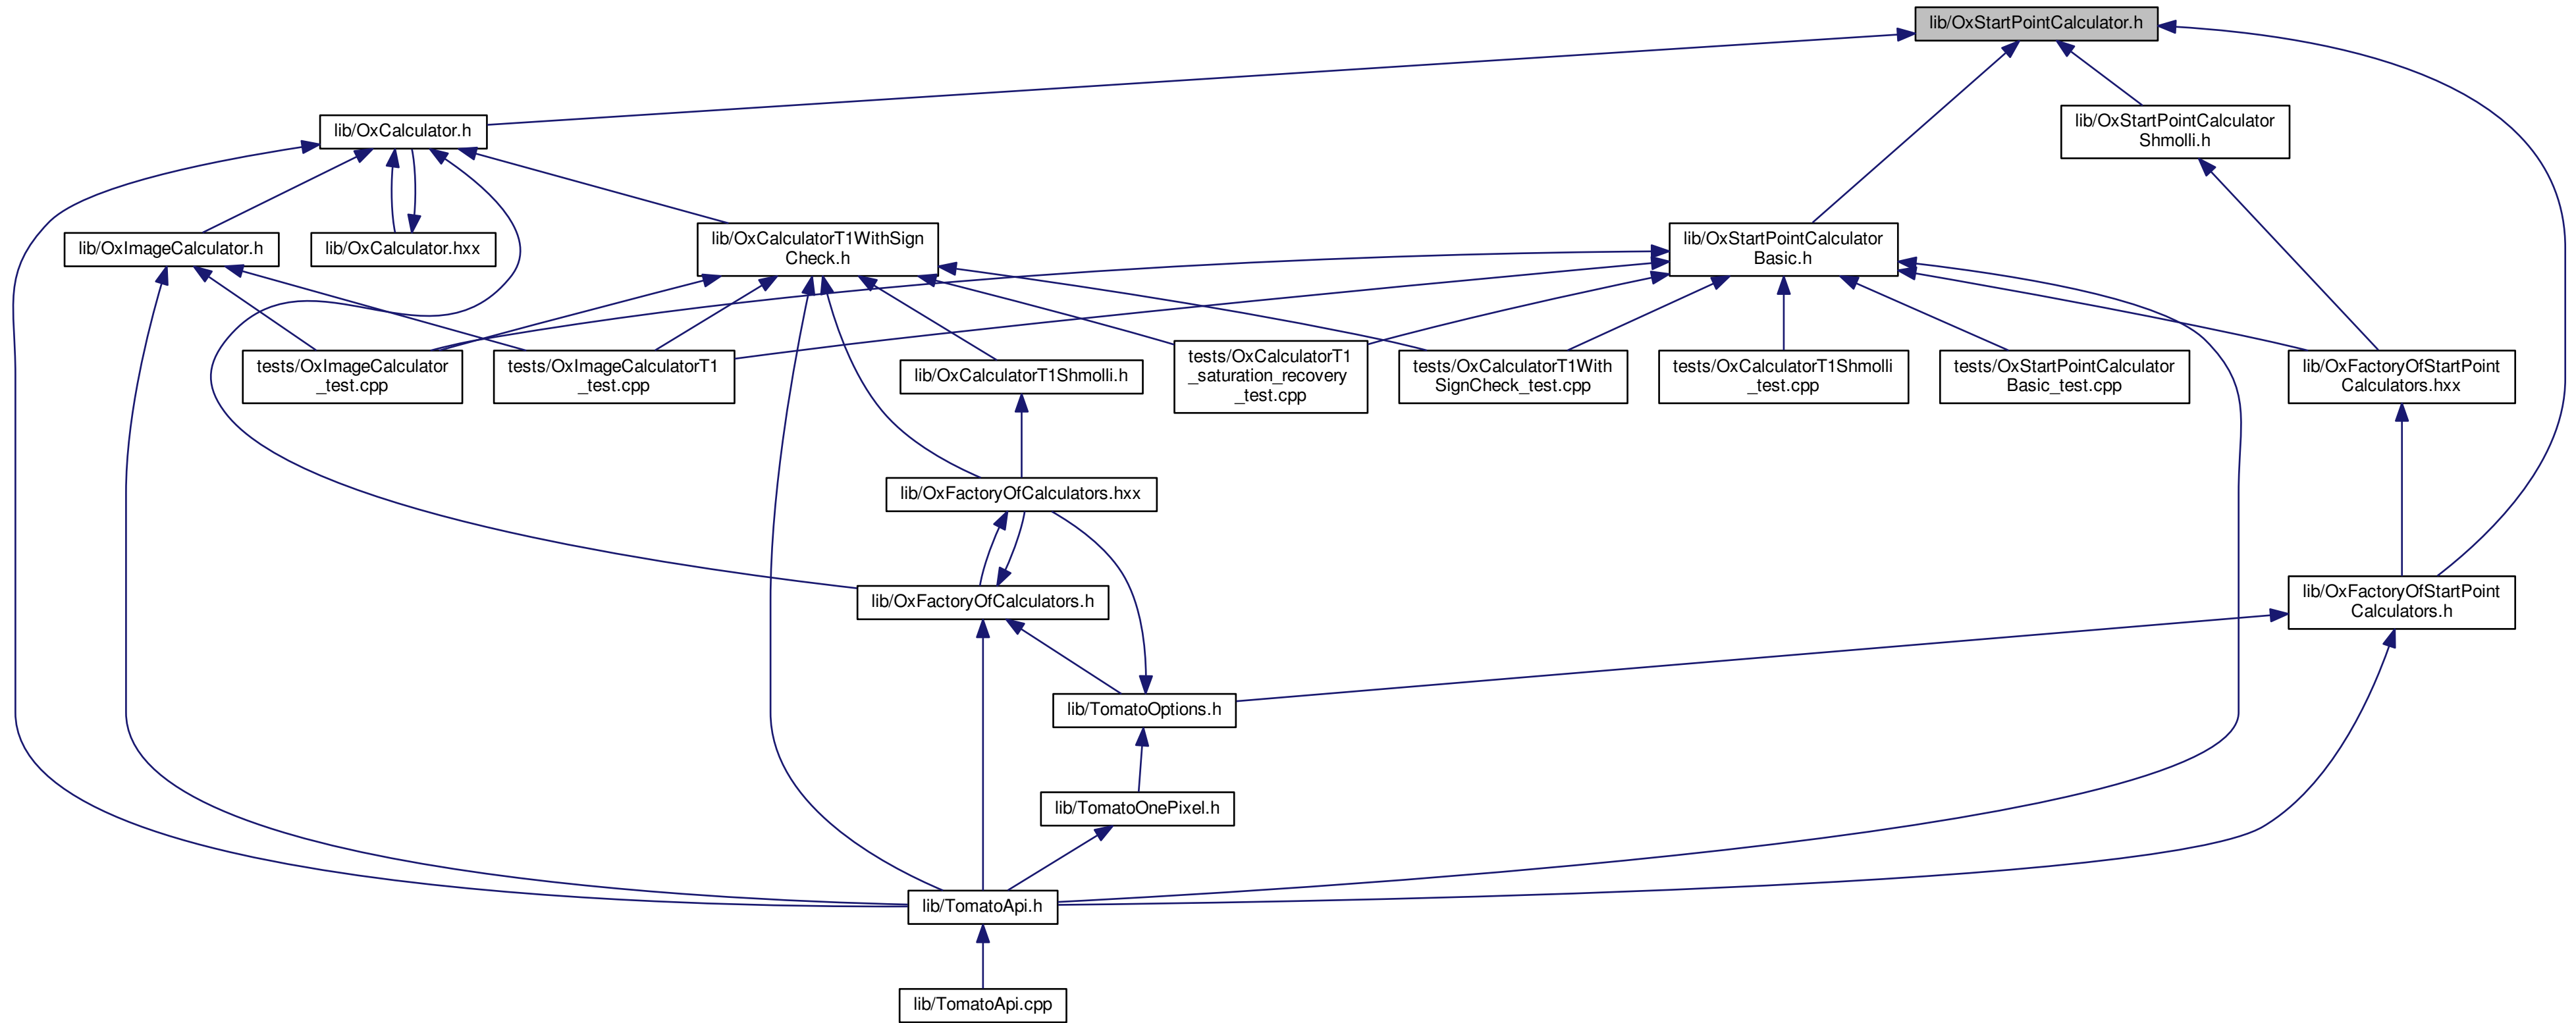 lib/OxStartPointCalculator.h
lib/OxStartPointCalculator
Shmolli.h
lib/OxCalculator.h
lib/OxImageCalculator.h
lib/OxCalculator.hxx
lib/OxCalculatorT1WithSign
Check.h
lib/OxStartPointCalculator
Basic.h
tests/OxImageCalculator
_test.cpp
tests/OxImageCalculatorT1
_test.cpp
lib/OxCalculatorT1Shmolli.h
tests/OxCalculatorT1
_saturation_recovery
_test.cpp
tests/OxCalculatorT1With
SignCheck_test.cpp
tests/OxCalculatorT1Shmolli
_test.cpp
tests/OxStartPointCalculator
Basic_test.cpp
lib/OxFactoryOfStartPoint
Calculators.hxx
lib/OxFactoryOfCalculators.hxx
lib/OxFactoryOfCalculators.h
lib/OxFactoryOfStartPoint
Calculators.h
lib/TomatoOptions.h
lib/TomatoOnePixel.h
lib/TomatoApi.h
lib/TomatoApi.cpp